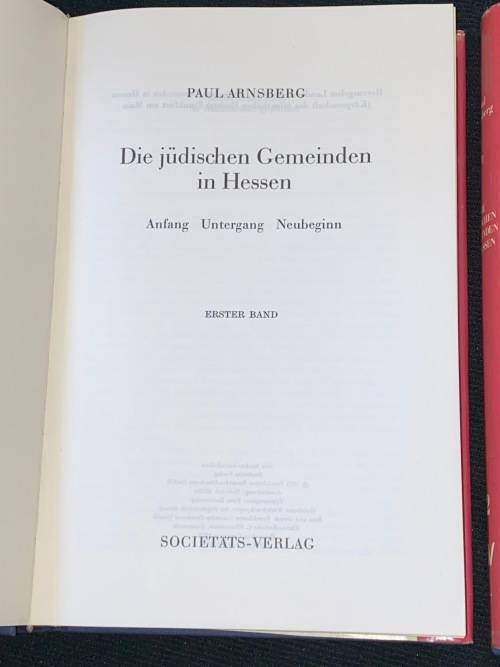 PAUL ARNSBERG
Die jüdischen Gemeinden
in Hessen
Anfang Untergang Neubeginn
ERSTER BAND
SOCIETÄTS-VERLAG